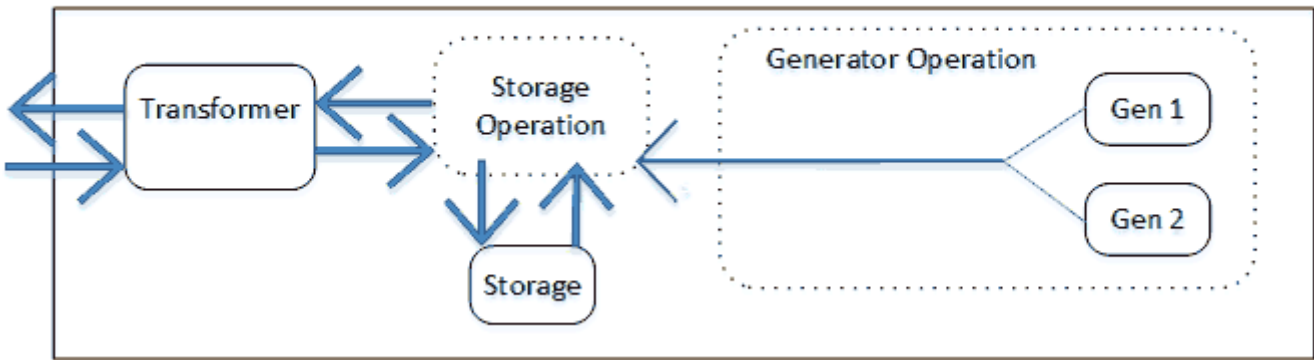 Transformer
Storage
Operation
Storage
Generator Operation
Gen 1
Gen 2